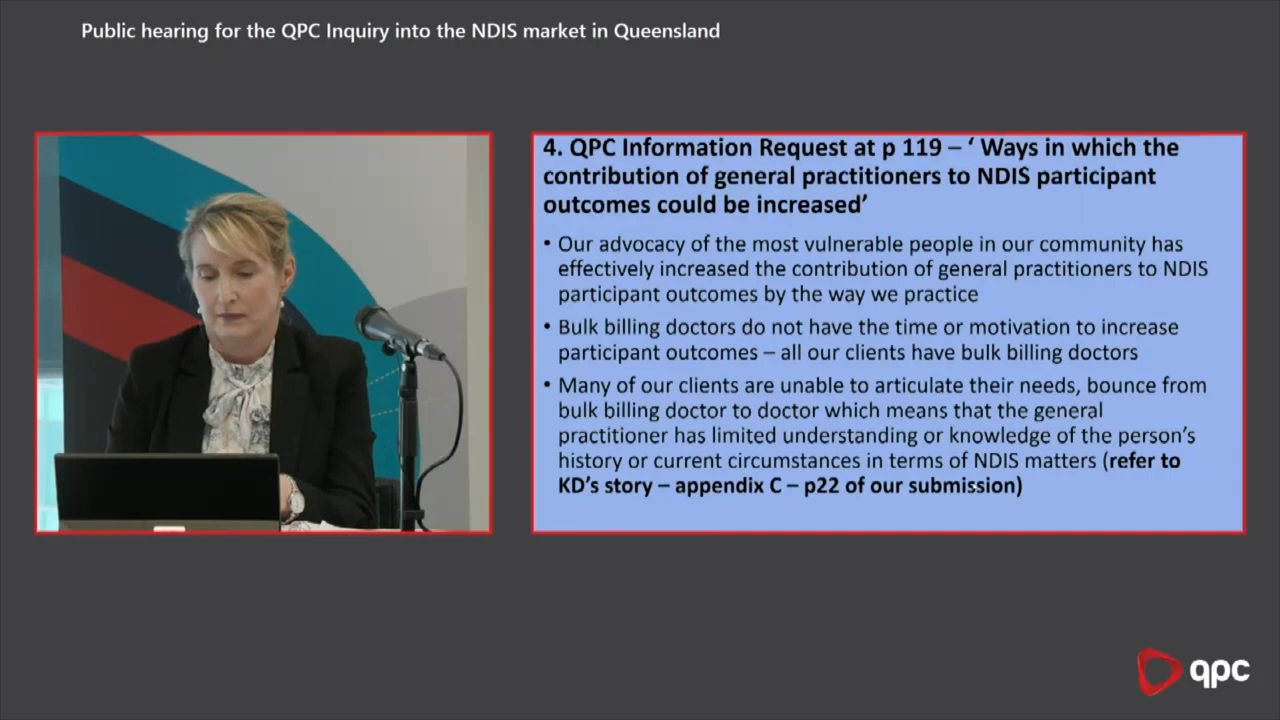 Public hearing for the QPC Inquiry into the NDIS market in Queensland
4. QPC Information Request at p 119 – ‘ Ways in which the
contribution of general practitioners to NDIS participant
outcomes could be increased’
• Our advocacy of the most vulnerable people in our community has
effectively increased the contribution of general practitioners to NDIS
participant outcomes by the way we practice
• Bulk billing doctors do not have the time or motivation to increase
participant outcomes – all our clients have bulk billing doctors
• Many of our clients are unable to articulate their needs, bounce from
bulk billing doctor to doctor which means that the general
practitioner has limited understanding or knowledge of the person’s
history or current circumstances in terms of NDIS matters (refer to
KD’s story – appendix C – p22 of our submission)
qpc